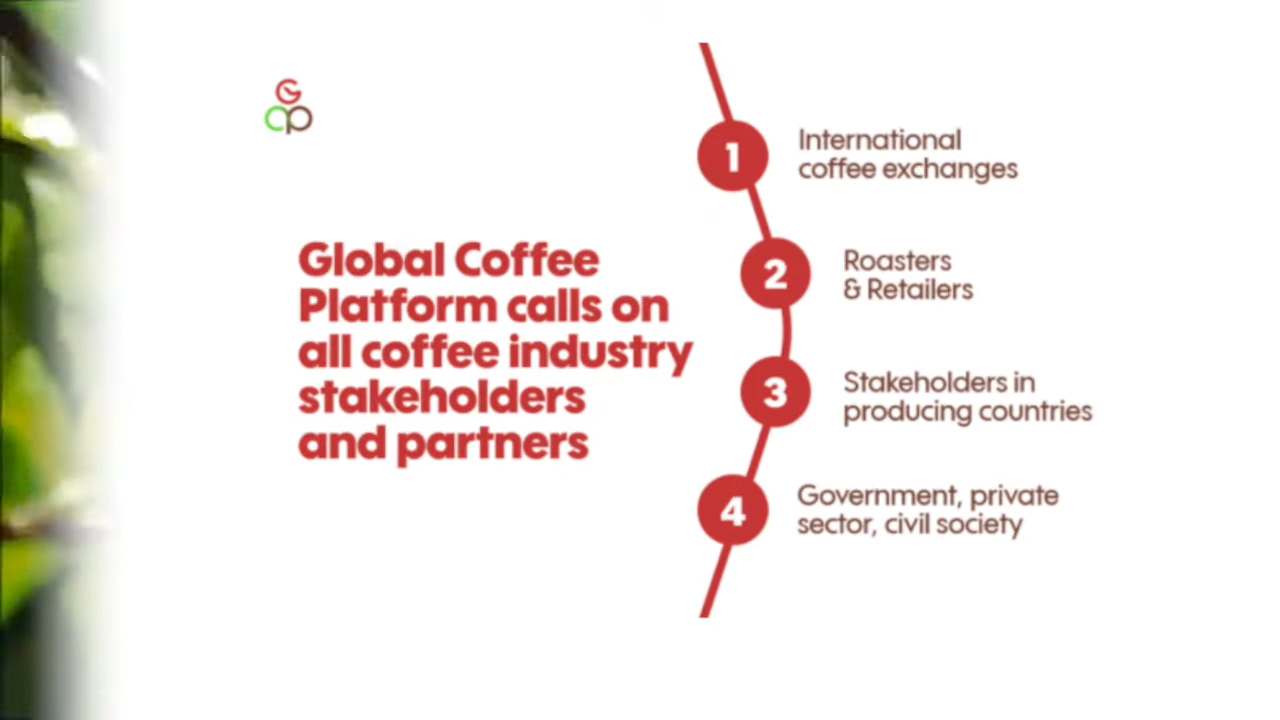 Gcp
Global Coffee
Platform calls on
all coffee industry
stakeholders
and partners
1
International
coffee exchanges
2
Roasters
& Retailers
3
Stakeholders in
producing countries
4
Government, private
sector, civil society